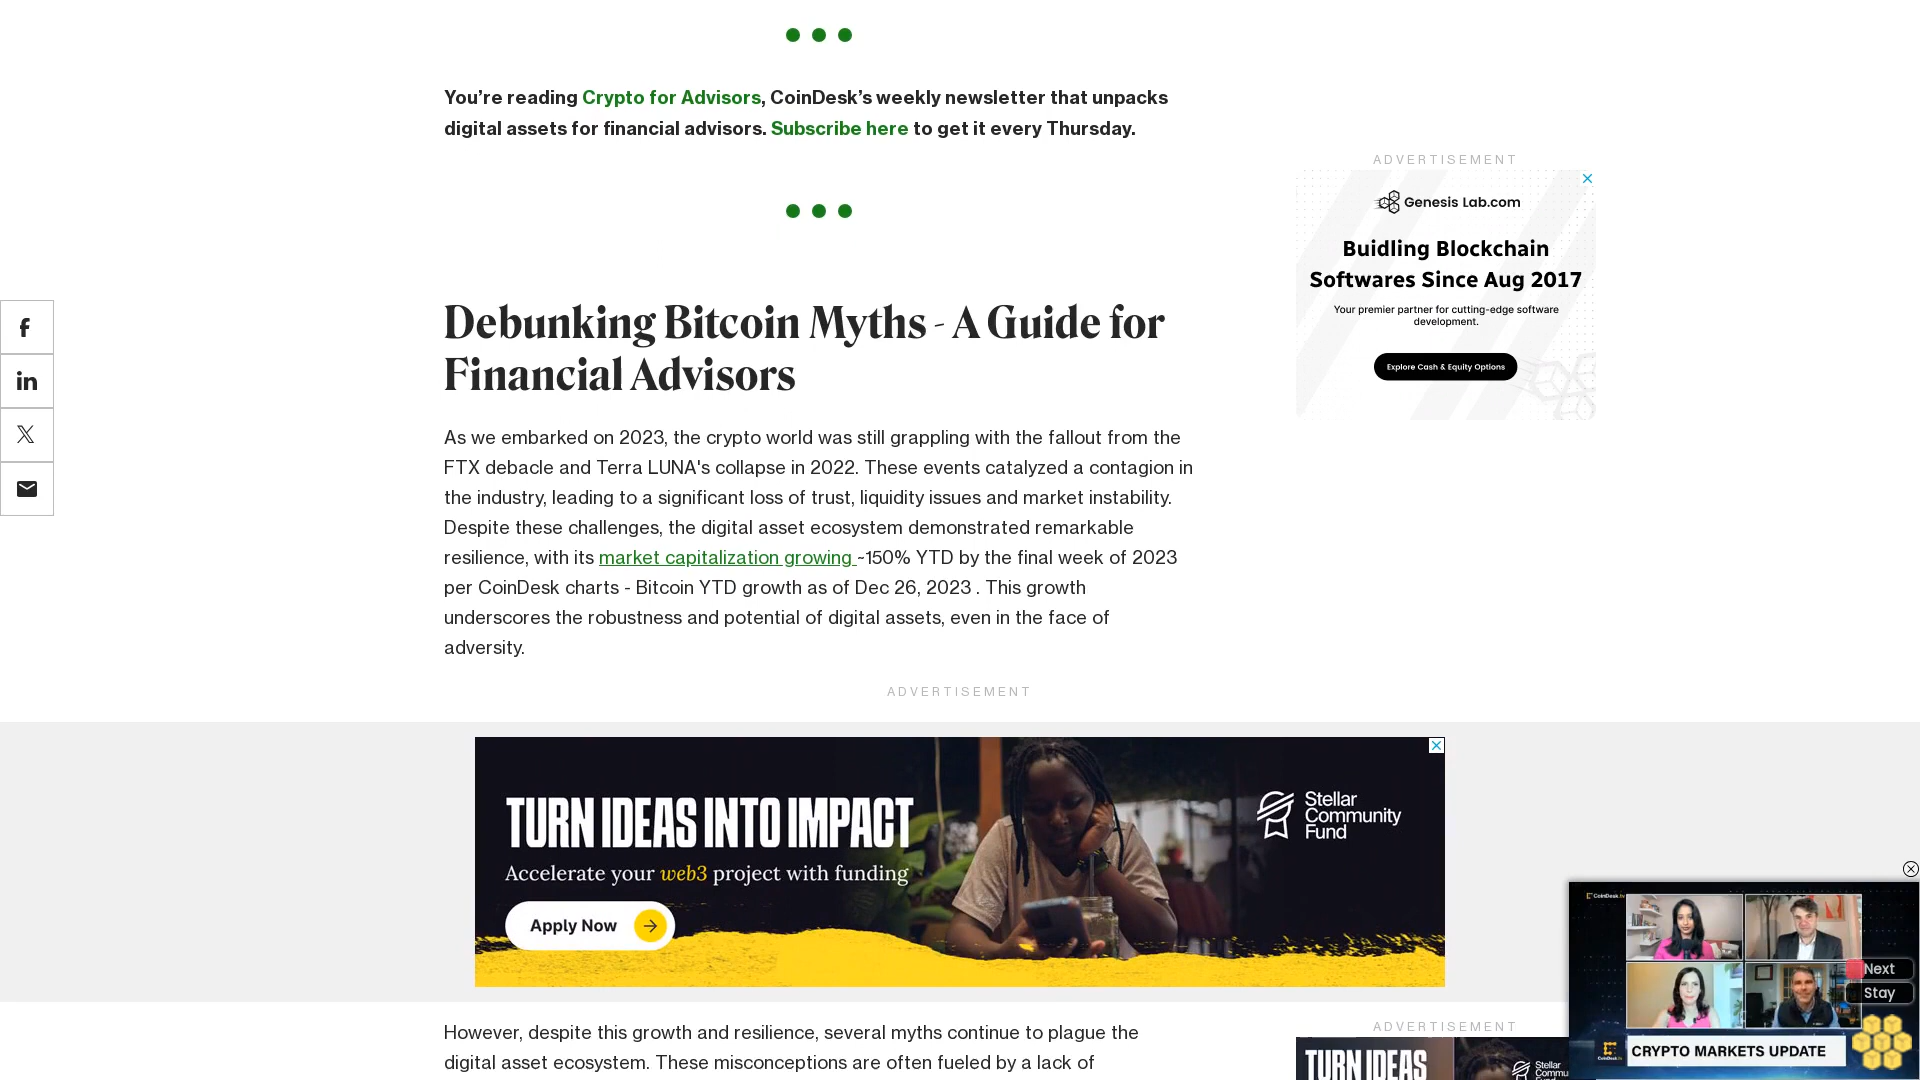 You’re reading Crypto for Advisors, CoinDesk’s weekly newsletter that unpacks
digital assets for financial advisors. Subscribe here to get it every Thursday.
ADVERTISEMENT
Genesis Lab.com
Buidling Blockchain
Softwares Since Aug 2017
Your premier partner for cutting-edge software
development.
Explore Cash & Equity Options
Debunking Bitcoin Myths - A Guide for
Financial Advisors
As we embarked on 2023, the crypto world was still grappling with the fallout from the
FTX debacle and Terra LUNA's collapse in 2022. These events catalyzed a contagion in
the industry, leading to a significant loss of trust, liquidity issues and market instability.
Despite these challenges, the digital asset ecosystem demonstrated remarkable
resilience, with its market capitalization growing ~150% YTD by the final week of 2023
per CoinDesk charts - Bitcoin YTD growth as of Dec 26, 2023 . This growth
underscores the robustness and potential of digital assets, even in the face of
adversity.
ADVERTISEMENT
TURN IDEAS INTO IMPACT
Accelerate your web3 project with funding
Apply Now
Stellar
Community
Fund
CoinDesk.tv
Next
Stay
CoinDesk.tv
CRYPTO MARKETS UPDATE
However, despite this growth and resilience, several myths continue to plague the
digital asset ecosystem. These misconceptions are often fueled by a lack of
ADVERTISEMENT
TURN IDEAS
Stellar
Commu
Fund